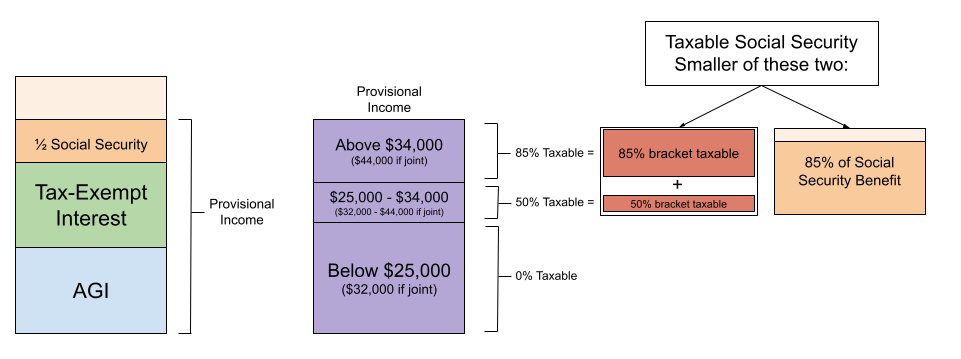 Taxable Social Security
Smaller of these two:
½ Social Security
Tax-Exempt
Interest
AGI
Provisional
Income
Provisional
Income
Above $34,000
($44,000 if joint)
$25,000 - $34,000
($32,000 - $44,000 if joint)
Below $25,000
($32,000 if joint)
85% Taxable =
50% Taxable =
0% Taxable
85% bracket taxable
+
50% bracket taxable
85% of Social
Security Benefit